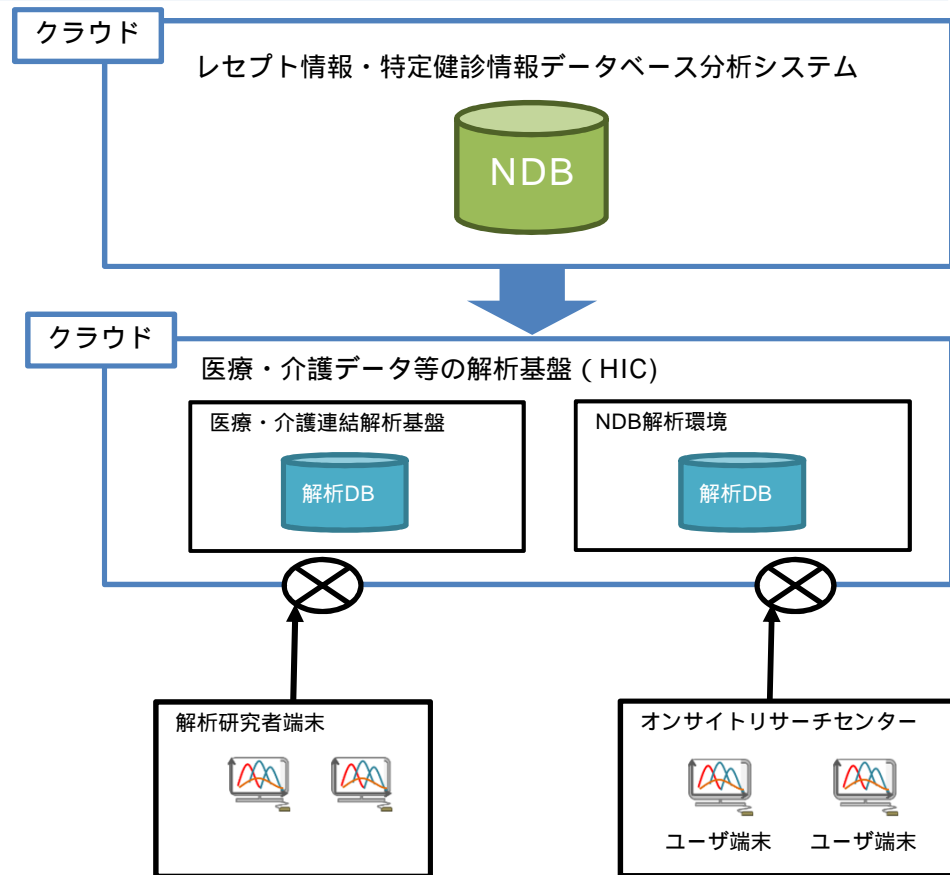 クラウド
レセプト情報・特定健診情報データベース分析システム
NDB
クラウド
医療・介護データ等の解析基盤（HIC)
医療・介護連結解析基盤
NDB解析環境
解析DB
解析DB
解析研究者端末
オンサイトリサーチセンター
ユーザ端末
ユーザ端末